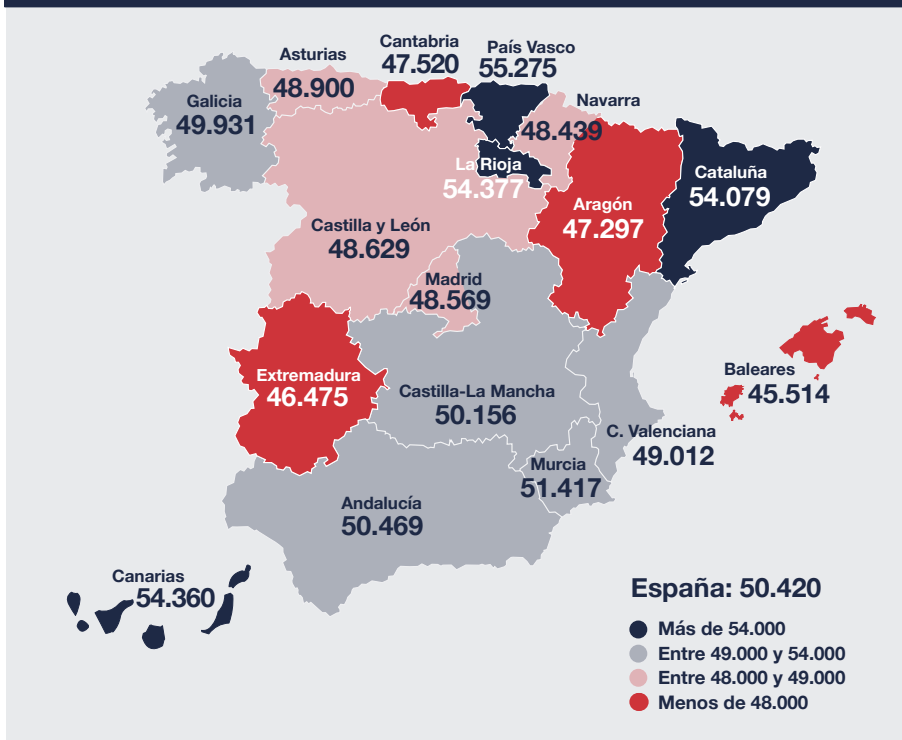 Cantabria
47.520
País Vasco
55.275
Asturias
48.900
Galicia
49.931
Navarra
48.439
La Rioja
54.377
Cataluña
54.079
Aragón
47.297
Castilla y León
48.629
Madrid
48.569
Extremadura
46.475
Castilla-La Mancha
50.156
Baleares
45.514
C. Valenciana
49.012
Murcia
51.417
Andalucía
50.469
Canarias
54.360
España: 50.420
Más de 54.000
Entre 49.000 y 54.000
Entre 48.000 y 49.000
Menos de 48.000